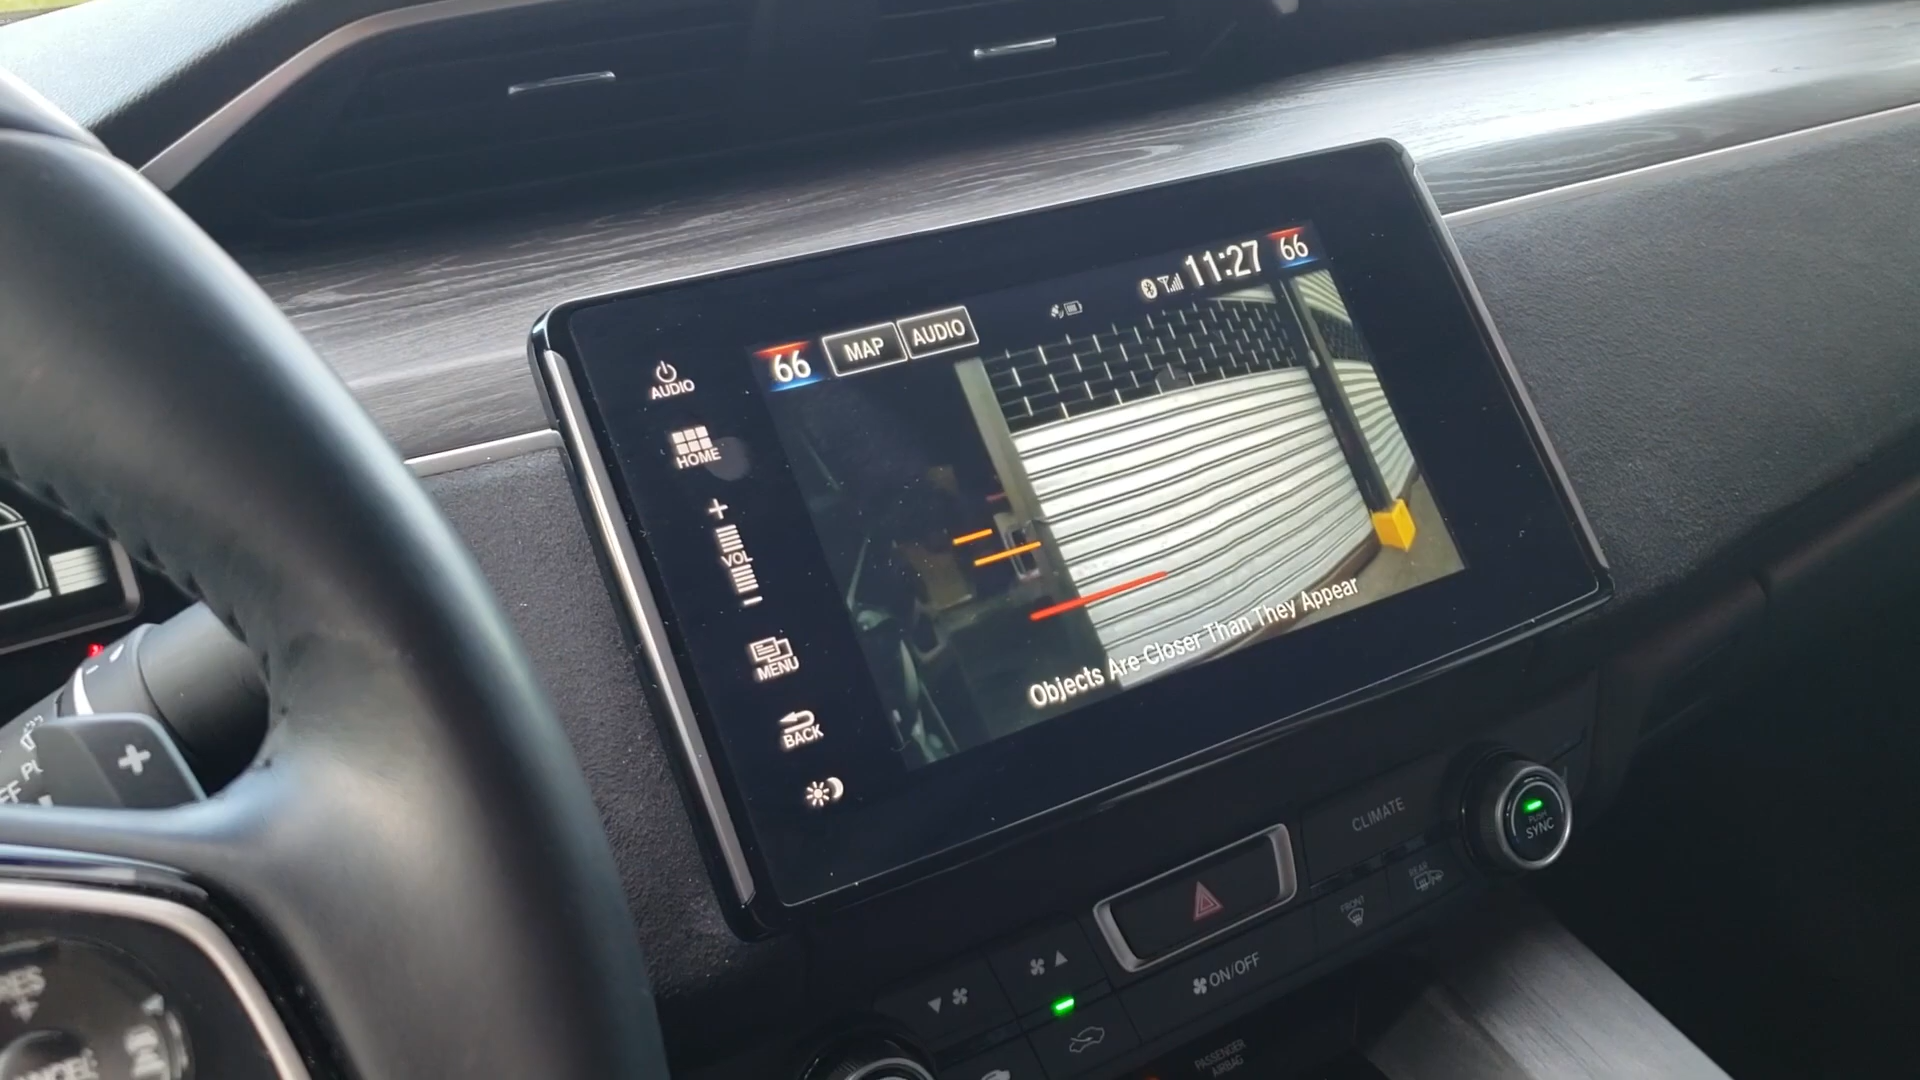 11:27
66
66
MAP
AUDIO
AUDIO
HOME
+
VOL
-
MENU
BACK
Objects Are Closer Than They Appear
CLIMATE
PUSH
SYNC
REAR
FRONT
ON/OFF
PASSENGER
AIRBAG
+